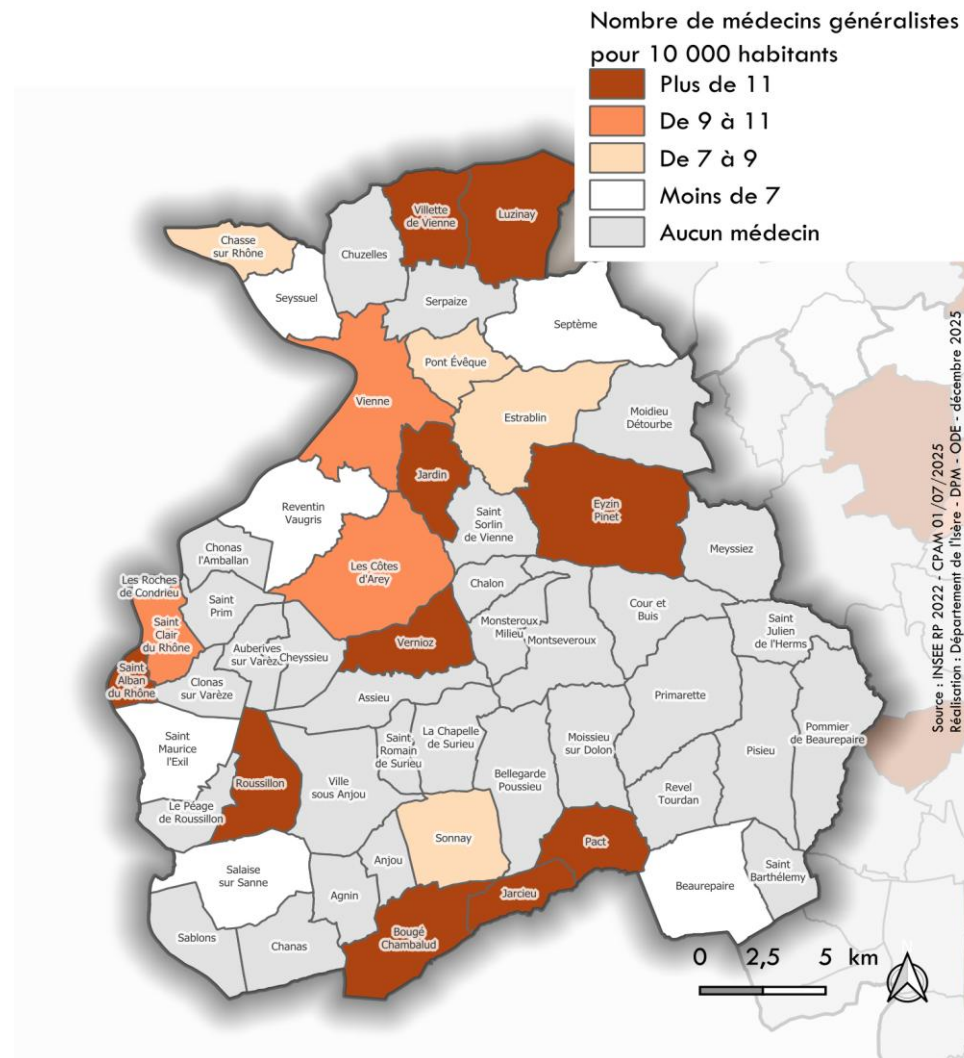 Nombre de médecins généralistes
pour 10 000 habitants
Plus de 11
De 9 à 11
De 7 à 9
Moins de 7
Aucun médecin
Villette
de Vienne
Luzinay
Chasse
sur Rhône
Chuzelles
Seyssuel
Serpaize
Septème
Pont Évêque
Vienne
Estrablin
Moidieu
Détourbe
Jardin
Eyzin
Pinet
Reventin
Vaugris
Saint
Sorlin
de Vienne
Meyssiez
Chonas
l'Amballan
Les Côtes
d'Arey
Les Roches
de Condrieu
Chalon
Saint
Prim
Cour et
Buis
Saint
Clair
du Rhône
Monsteroux
Milieu
Montseveroux
Saint
Julien
de l'Herms
Vernioz
Auberives
sur Varèze
Cheyssieu
Saint
Alban
du Rhône
Clonas
sur Varèze
Assieu
Primarette
Pommier
de Beaurepaire
Saint
Maurice
l'Exil
Saint
Romain
de Surieu
La Chapelle
de Surieu
Moissieu
sur Dolon
Pisieu
Roussillon
Ville
sous Anjou
Bellegarde
Poussieu
Revel
Tourdan
Le Péage
de Roussillon
Sonnay
Pact
Anjou
Salaise
sur Sanne
Beaurepaire
Saint
Barthélemy
Agnin
Jarcieu
Bougé
Chambalud
Sablons
Chanas
0 2,5 5 km
N
Source : INSEE RP 2022 - CPAM 01/07/2025
Réalisation : Département de l'Isère - DPM - ODE - décembre 2025